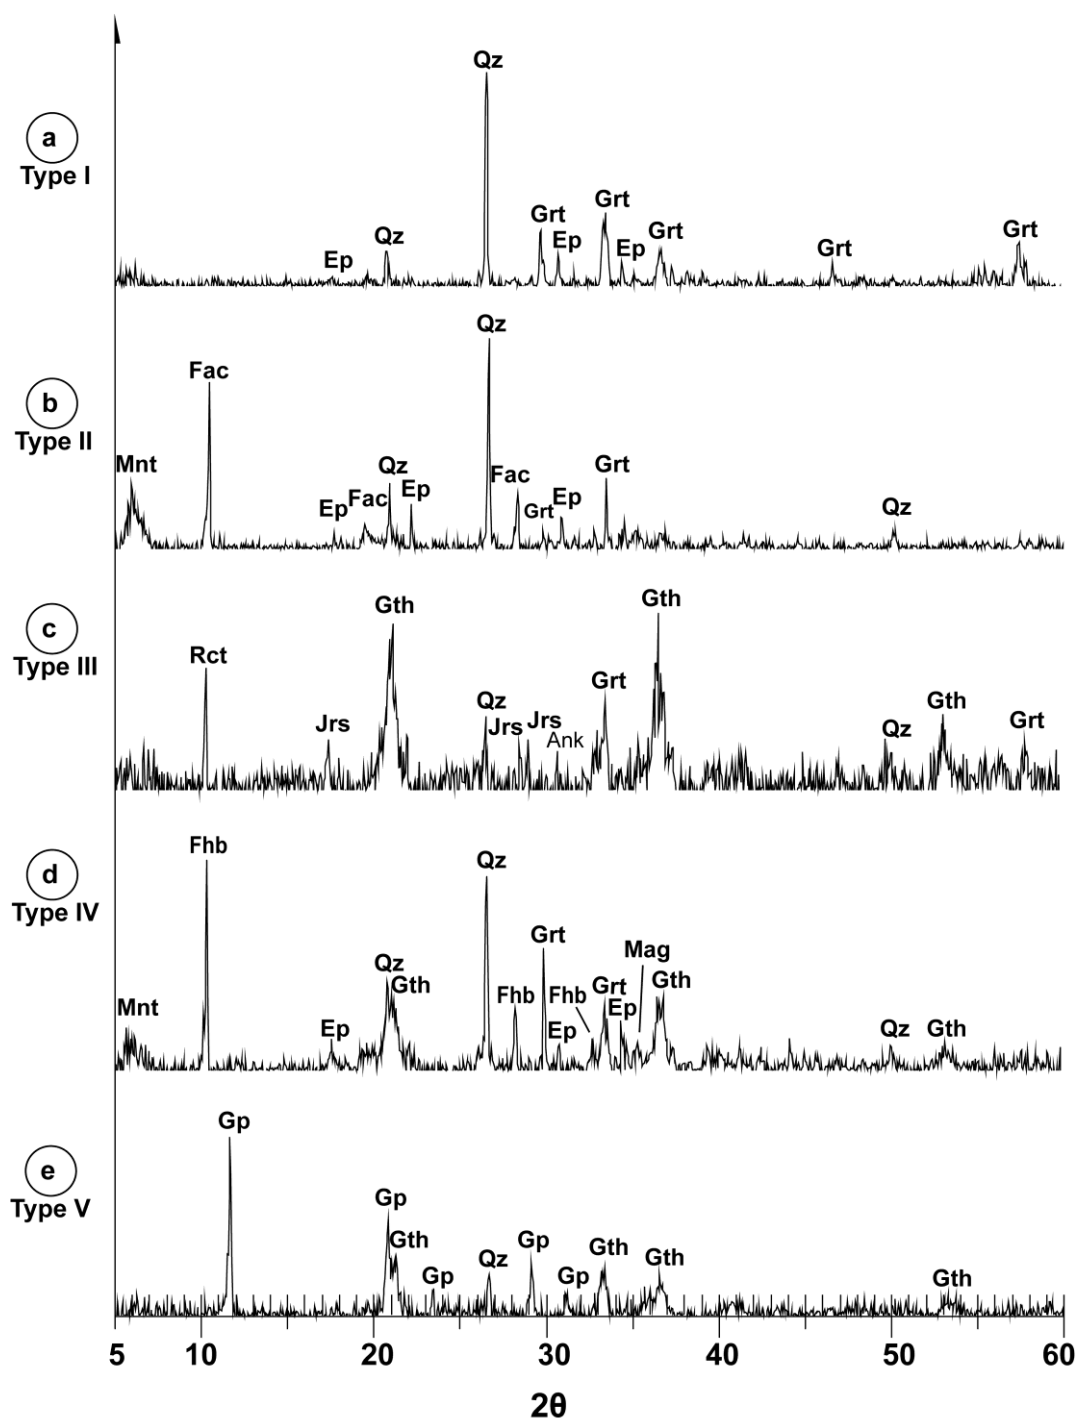 Qz
a
Type I
Grt
Grt
Qz
Ep
Grt
Grt
Grt
Ep
Ep
Qz
Fac
b
Type II
Mnt
Qz
Grt
Fac
Ep
Fac
Ep
Ep
Grt
Qz
c
Type III
Gth
Gth
Rct
Grt
Qz
Gth
Jrs
Jrs
Jrs
Ank
Qz
Grt
d
Type IV
Fhb
Qz
Grt
Mag
Qz
Gth
Fhb
Fhb
Grt
Gth
Mnt
Ep
Ep
Ep
Qz
Gth
e
Type V
Gp
Gp
Gth
Gp
Gth
Gp
Qz
Gp
Gth
Gth
5 10 20 30 40 50 60
2θ